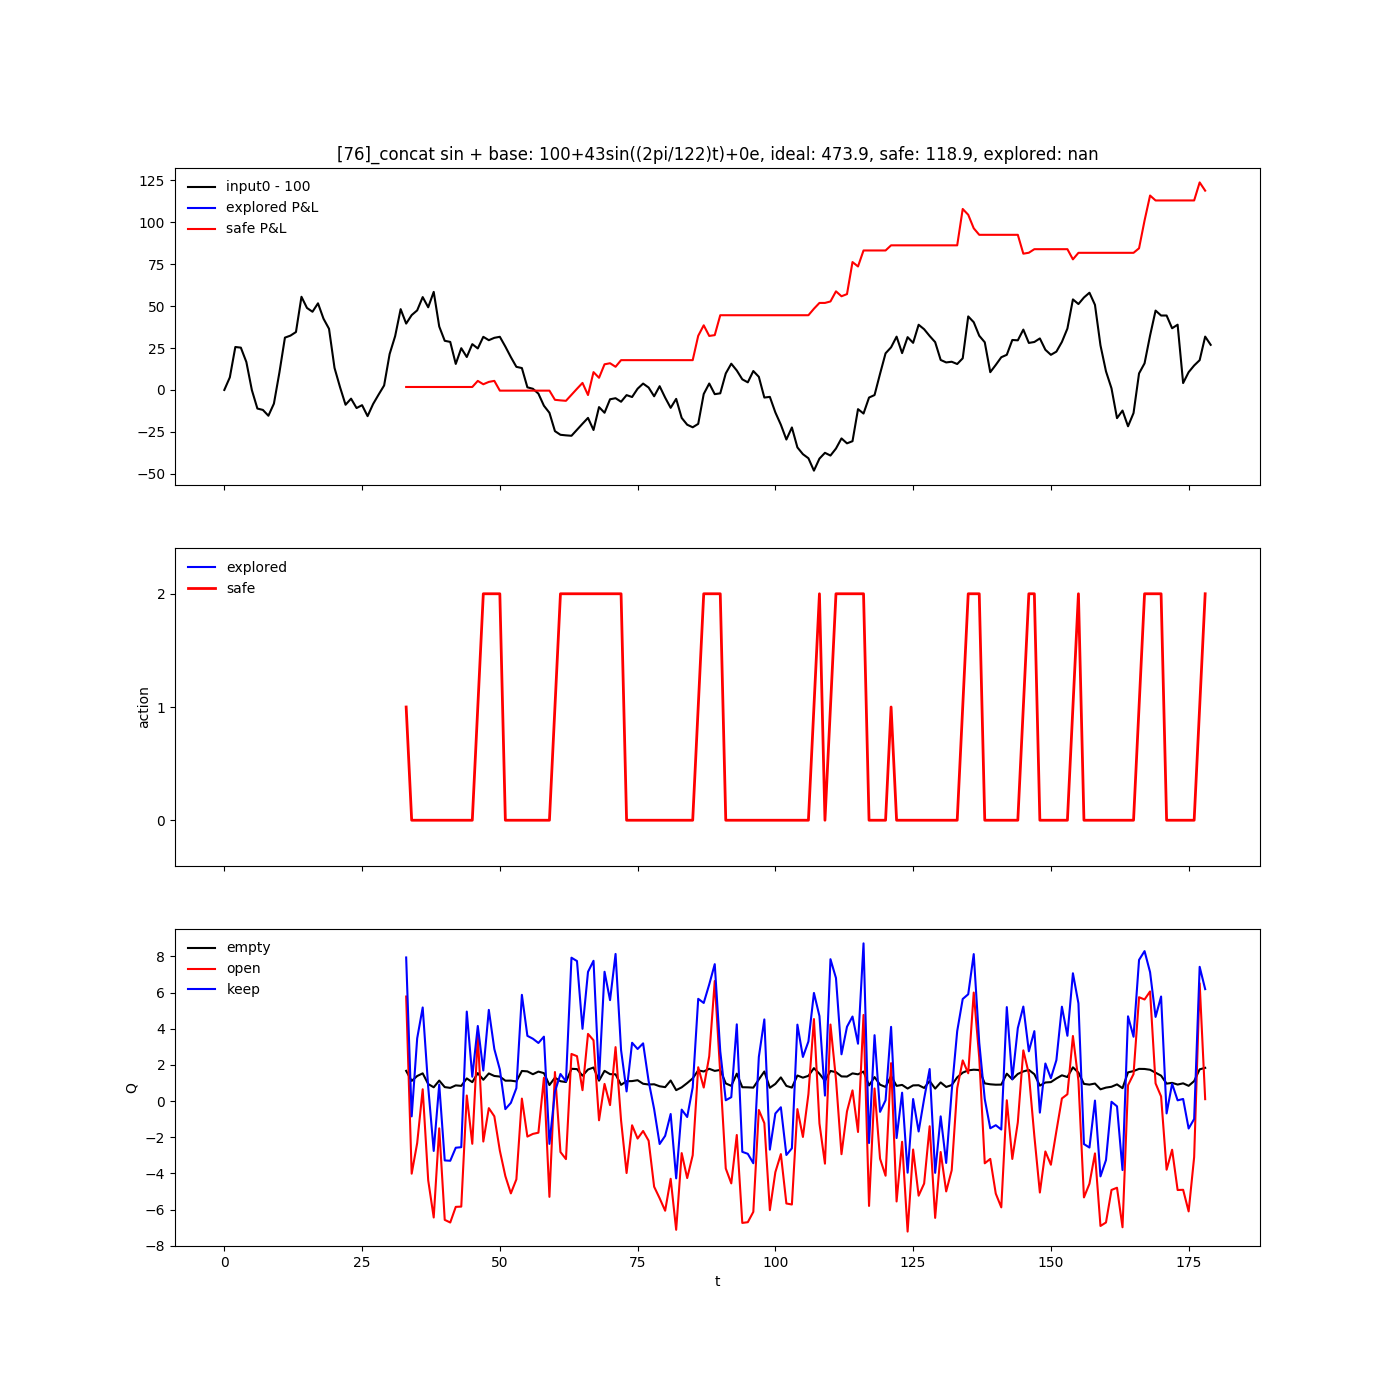 [76]_concat sin + base: 100+43sin((2pi/122)t)+0e, ideal: 473.9, safe: 118.9, explored: nan
input0 - 100
explored P&L
safe P&L
125
100
75
50
25
0
−25
−50
explored
safe
2
1
0
action
empty
open
keep
8
6
4
2
0
−2
−4
−6
−8
Q
0 25 50 75 100 125 150 175
t